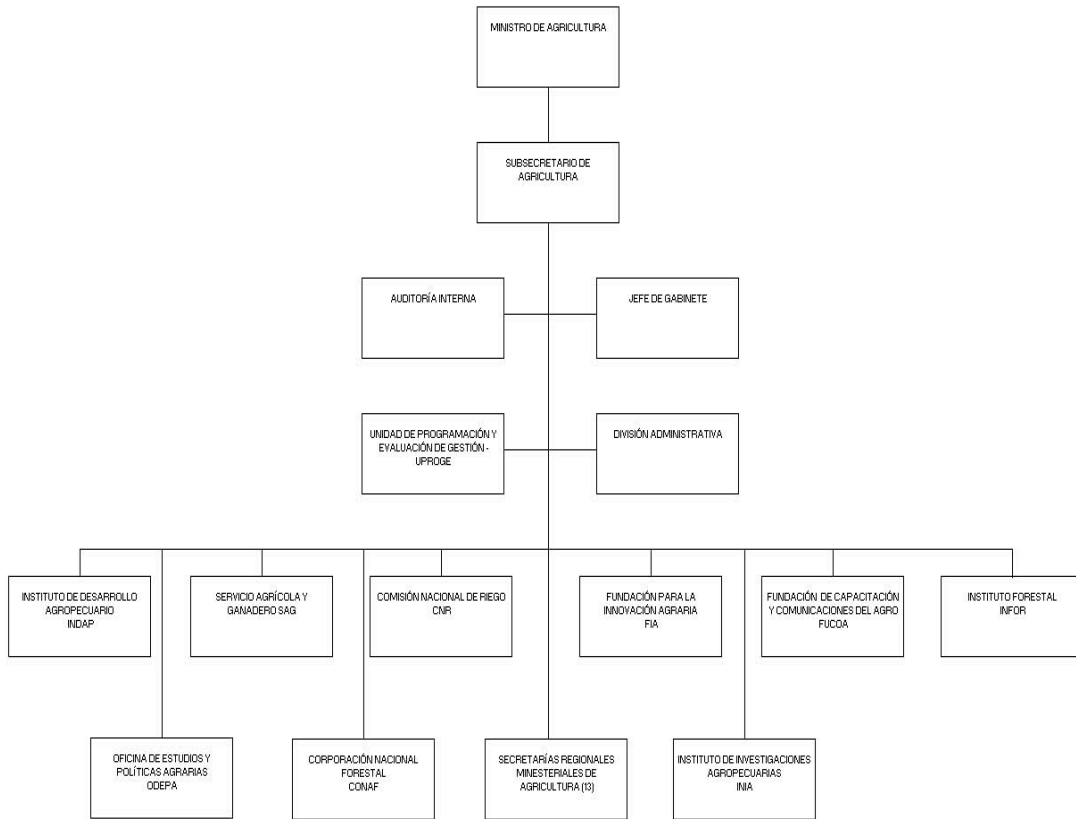 MINISTRO DE AGRICULTURA
SUBSECRETARIO DE
AGRICULTURA
AUDITORÍA INTERNA
JEFE DE GABINETE
UNIDAD DE PROGRAMACIÓN Y
EVALUACIÓN DE GESTIÓN -
UPROGE
DIVISIÓN ADMINISTRATIVA
INSTITUTO DE DESARROLLO
AGROPECUARIO
INDAP
SERVICIO AGRÍCOLA Y
GANADERO SAG
COMISIÓN NACIONAL DE RIEGO
CNR
FUNDACIÓN PARA LA
INNOVACIÓN AGRARIA
FIA
FUNDACIÓN DE CAPACITACIÓN
Y COMUNICACIONES DEL AGRO
FUCOA
INSTITUTO FORESTAL
INFOR
OFICINA DE ESTUDIOS Y
POLÍTICAS AGRARIAS
ODEPA
CORPORACIÓN NACIONAL
FORESTAL
CONAF
SECRETARÍAS REGIONALES
MINESTERIALES DE
AGRICULTURA (13)
INSTITUTO DE INVESTIGACIONES
AGROPECUARIAS
INIA